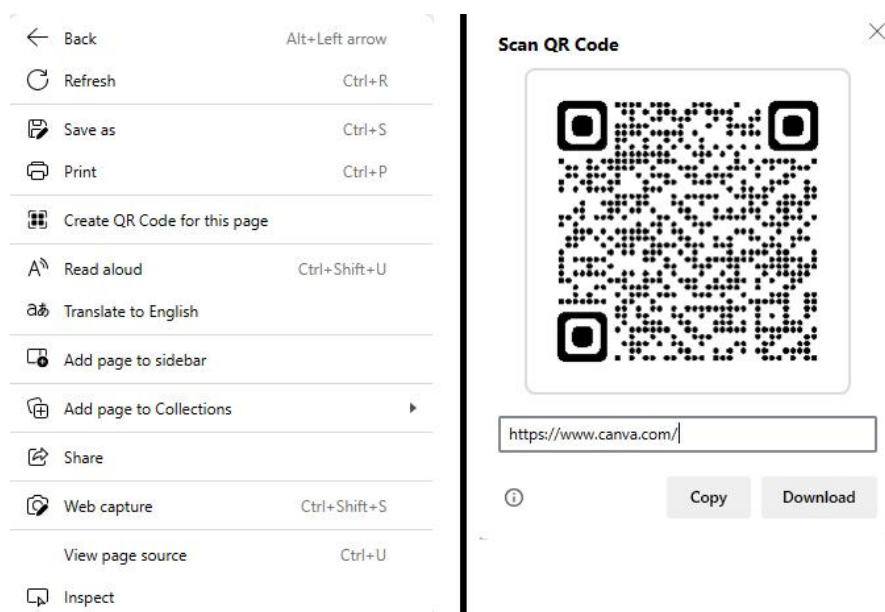 Back Alt+Left arrow
Refresh Ctrl+R
Save as Ctrl+S
Print Ctrl+P
Create QR Code for this page
Read aloud Ctrl+Shift+U
Translate to English
Add page to sidebar
Add page to Collections
Share
Web capture Ctrl+Shift+S
View page source Ctrl+U
Inspect
Scan QR Code
https://www.canva.com/
Copy Download